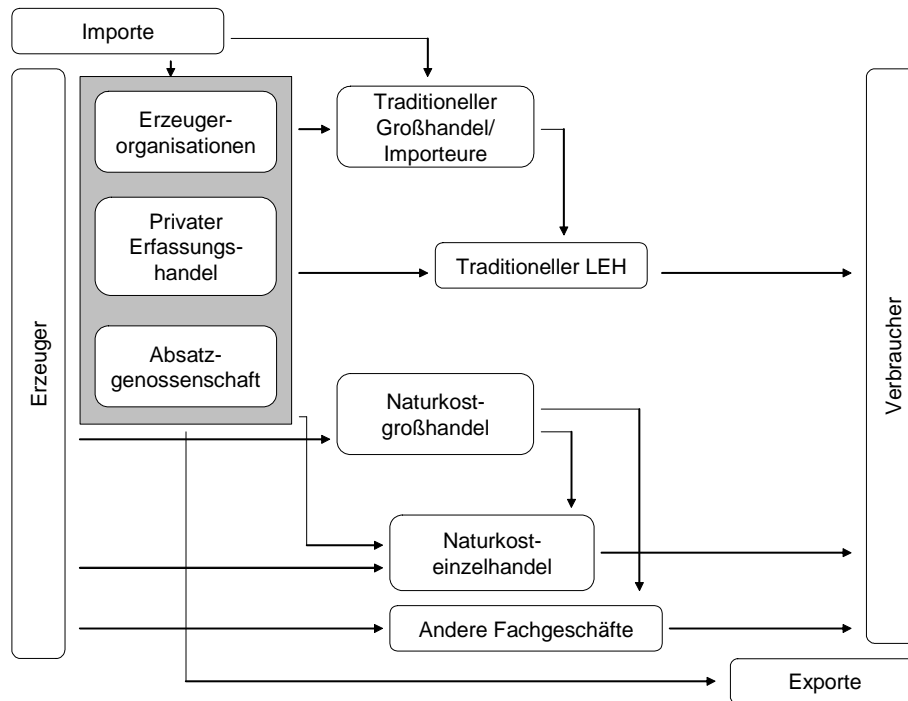 Importe
Erzeuger
Erzeuger-
organisationen
Privater
Erfassungs-
handel
Absatz-
genossenschaft
Traditioneller
Großhandel/
Importeure
Traditioneller LEH
Naturkost-
großhandel
Naturkost-
einzelhandel
Andere Fachgeschäfte
Verbraucher
Exporte